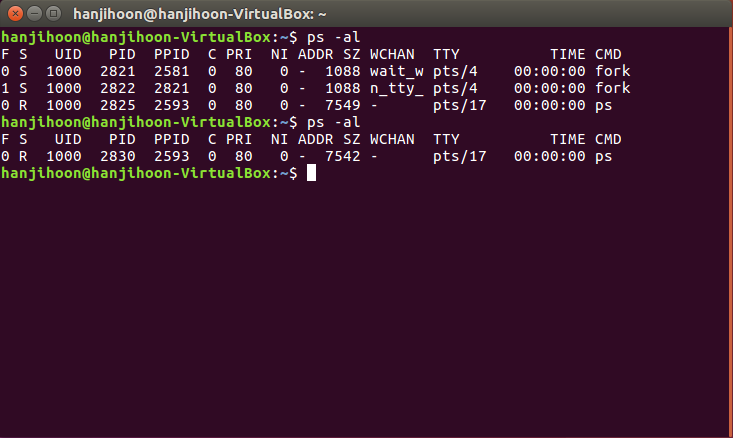 hanjihoon@hanjihoon-VirtualBox: ~
hanjihoon@hanjihoon-VirtualBox:~$ ps -al
F S   UID   PID  PPID  C PRI  NI ADDR SZ WCHAN  TTY          TIME CMD
0 S  1000  2821  2581  0  80   0 -  1088 wait_w pts/4    00:00:00 fork
1 S  1000  2822  2821  0  80   0 -  1088 n_tty_ pts/4    00:00:00 fork
0 R  1000  2825  2593  0  80   0 -  7549 -      pts/17   00:00:00 ps
hanjihoon@hanjihoon-VirtualBox:~$ ps -al
F S   UID   PID  PPID  C PRI  NI ADDR SZ WCHAN  TTY          TIME CMD
0 R  1000  2830  2593  0  80   0 -  7542 -      pts/17   00:00:00 ps
hanjihoon@hanjihoon-VirtualBox:~$